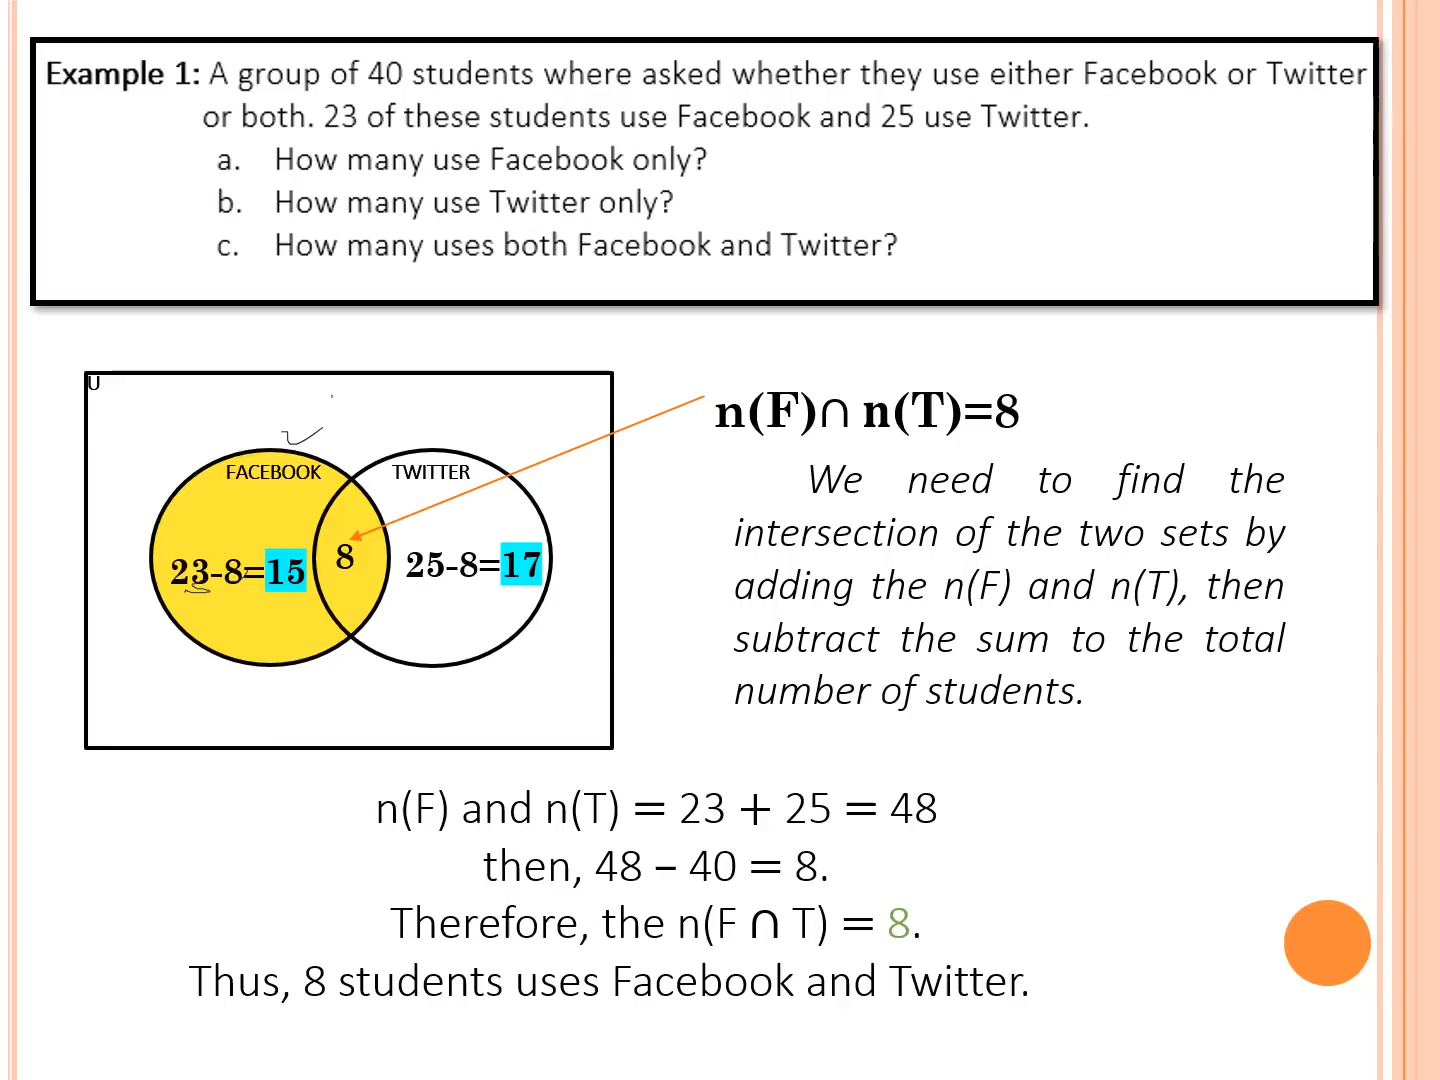 Example 1: A group of 40 students where asked whether they use either Facebook or Twitter
or both. 23 of these students use Facebook and 25 use Twitter.
a. How many use Facebook only?
b. How many use Twitter only?
c. How many uses both Facebook and Twitter?
U
FACEBOOK
TWITTER
23-8=15
8
25-8=17
n(F)∩ n(T)=8
We need to find the
intersection of the two sets by
adding the n(F) and n(T), then
subtract the sum to the total
number of students.
n(F) and n(T) = 23 + 25 = 48
then, 48 – 40 = 8.
Therefore, the n(F ∩ T) = 8.
Thus, 8 students uses Facebook and Twitter.